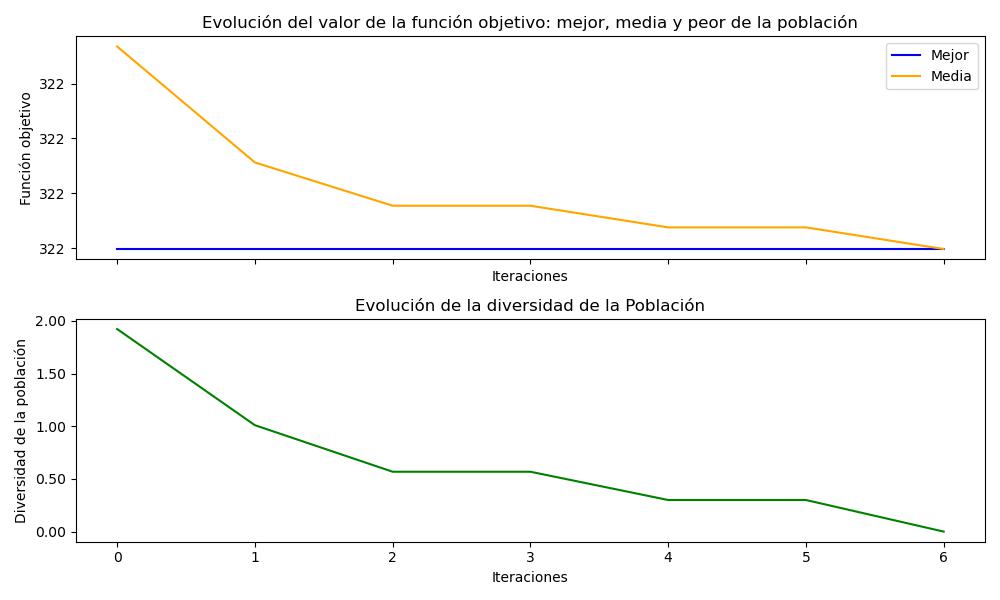 Evolución del valor de la función objetivo: mejor, media y peor de la población
Mejor
Media
Función objetivo
322
322
322
322
Iteraciones
Evolución de la diversidad de la Población
Diversidad de la población
2.00
1.50
1.00
0.50
0.00
0 1 2 3 4 5 6
Iteraciones